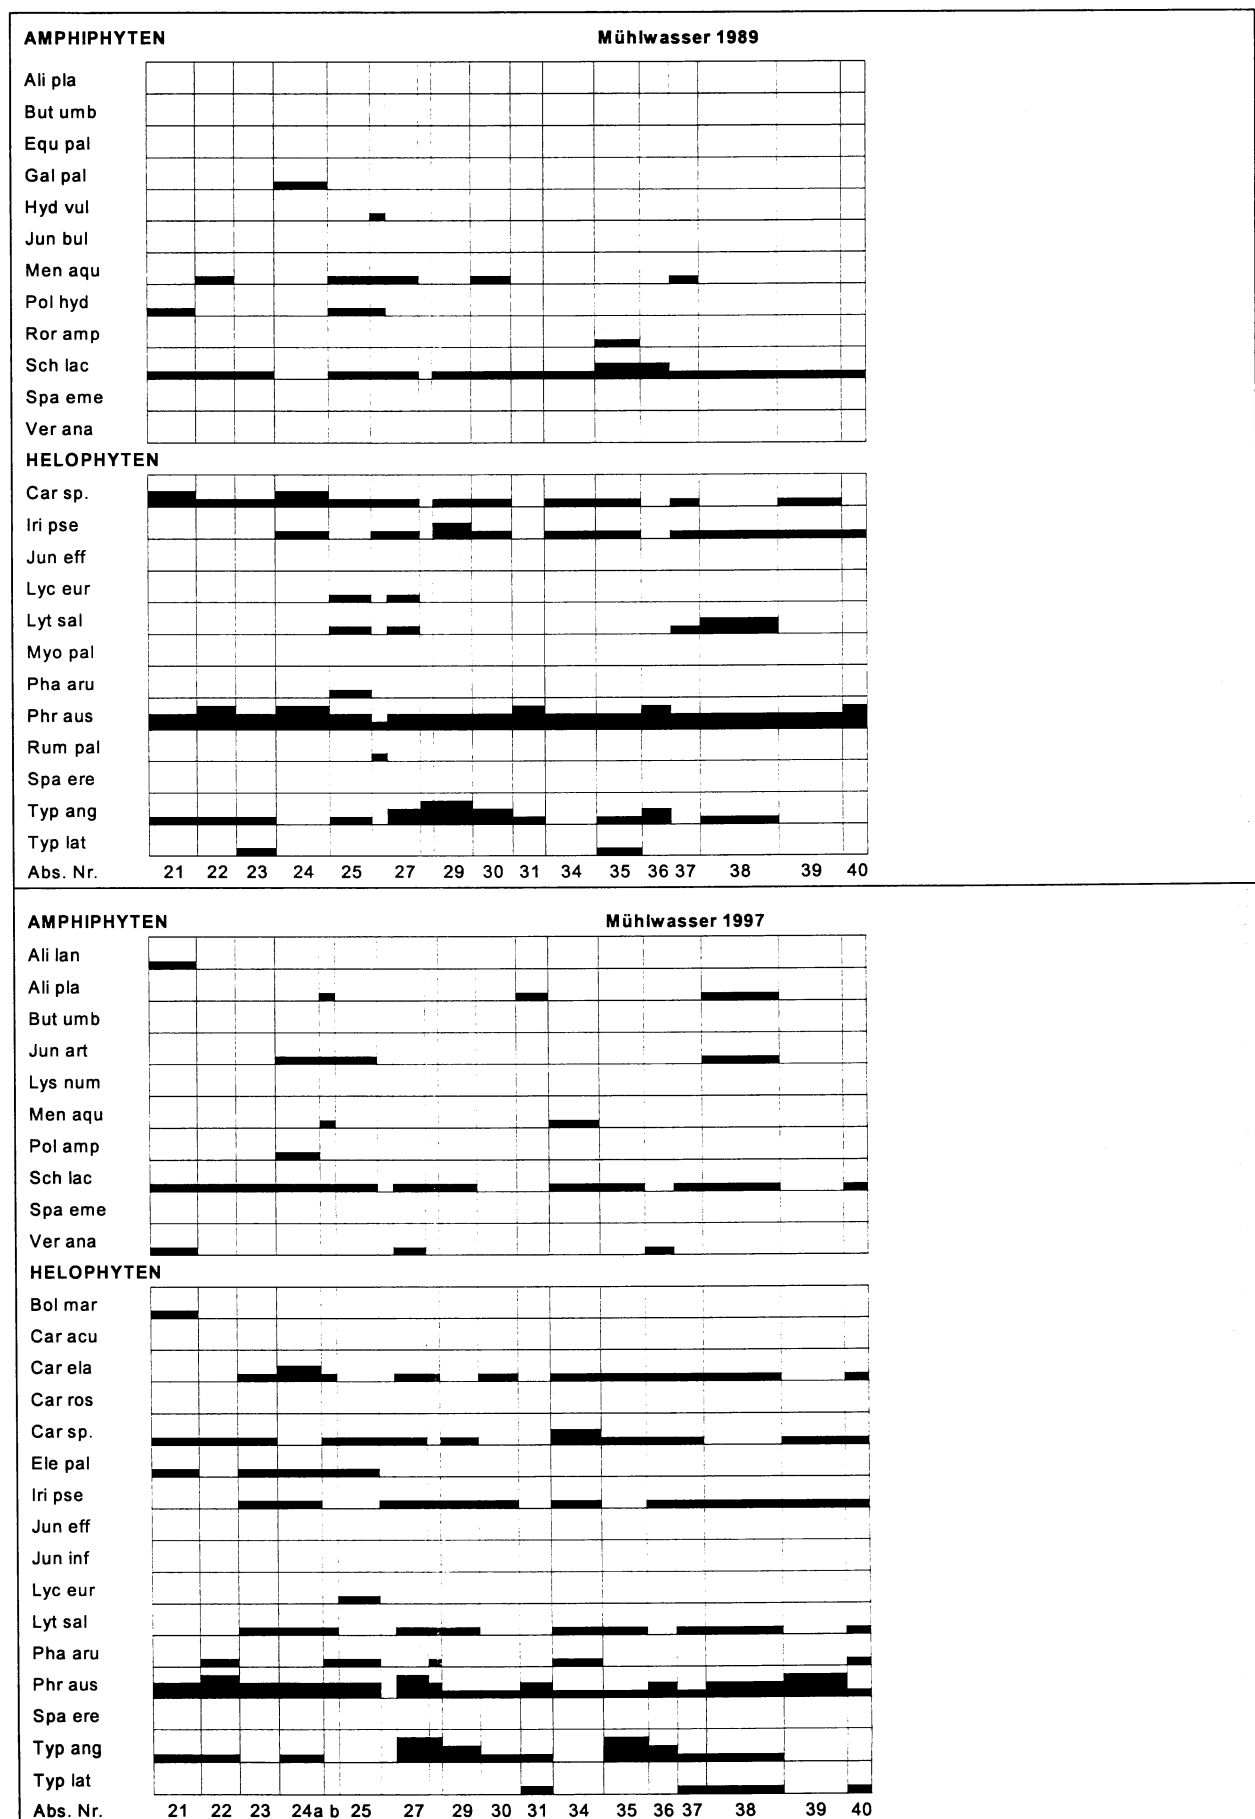 AMPHIPHYTEN Mühlwasser 1989
Ali pla
But umb
Equ pal
Gal pal
Hyd vul
Jun bul
Men aqu
Pol hyd
Ror amp
Sch lac
Spa eme
Ver ana
HELOPHYTEN
Car sp.
Iri pse
Jun eff
Lyc eur
Lyt sal
Myo pal
Pha aru
Phr aus
Rum pal
Spa ere
Typ ang
Typ lat
Abs. Nr. 21 22 23 24 25 27 29 30 31 34 35 36 37 38 39 40
AMPHIPHYTEN Mühlwasser 1997
Ali lan
Ali pla
But umb
Jun art
Lys num
Men aqu
Pol amp
Sch lac
Spa eme
Ver ana
HELOPHYTEN
Bol mar
Car acu
Car ela
Car ros
Car sp.
Ele pal
Iri pse
Jun eff
Jun inf
Lyc eur
Lyt sal
Pha aru
Phr aus
Spa ere
Typ ang
Typ lat
Abs. Nr. 21 22 23 24a b 25 27 29 30 31 34 35 36 37 38 39 40